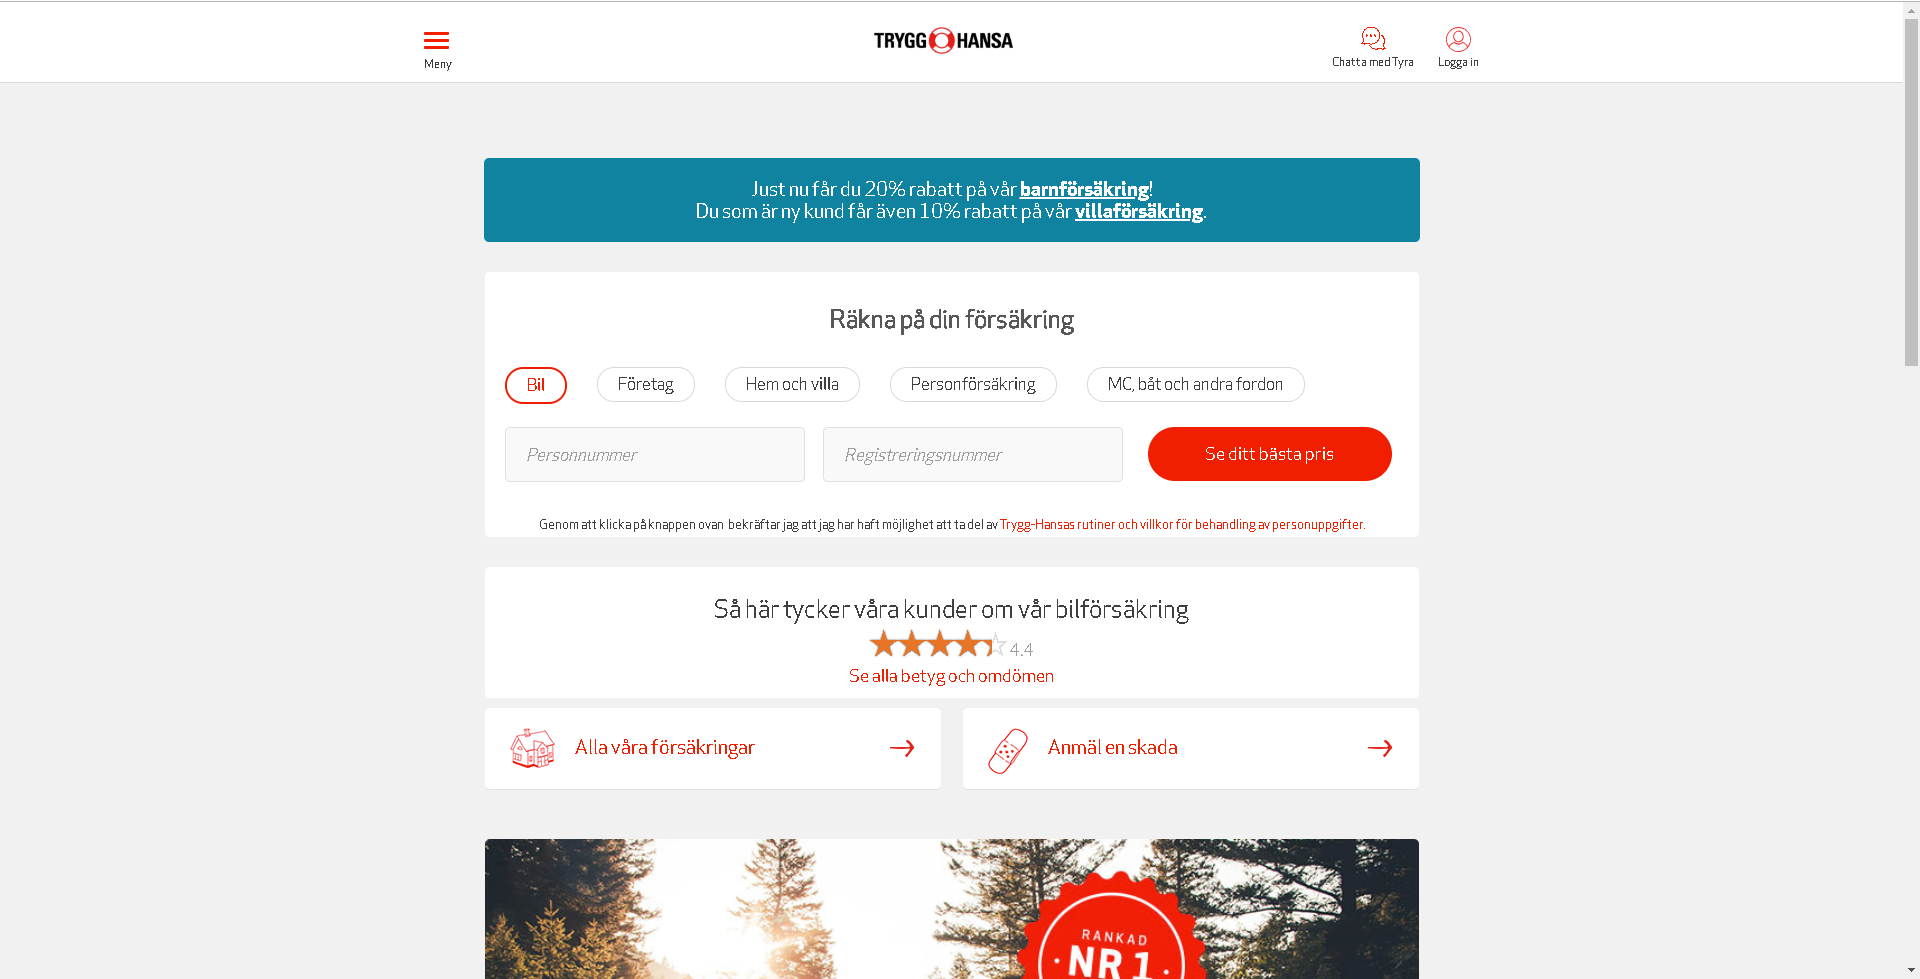 Meny
TRYGG HANSA
Chatta med Tyra
Logga in
Just nu får du 20% rabatt på vår barnförsäkring!
Du som är ny kund får även 10% rabatt på vår villaförsäkring.
Räkna på din försäkring
Bil
Företag
Hem och villa
Personförsäkring
MC, båt och andra fordon
Personnummer
Registreringsnummer
Se ditt bästa pris
Genom att klicka på knappen ovan bekräftar jag att jag har haft möjlighet att ta del av Trygg-Hansas rutiner och villkor för behandling av personuppgifter.
Så här tycker våra kunder om vår bilförsäkring
4,4
Se alla betyg och omdömen
Alla våra försäkringar
Anmäl en skada
RANKAD
NR 1